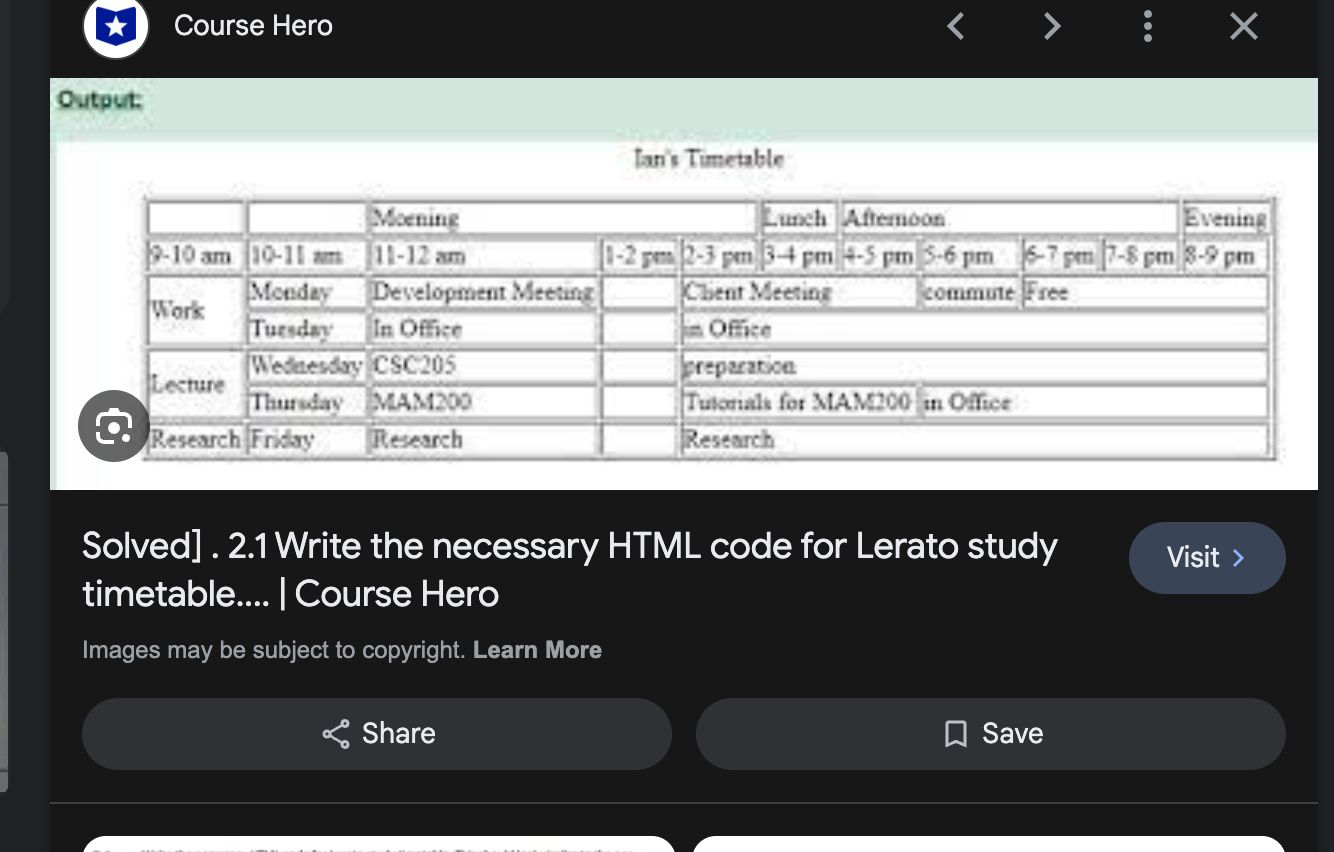 Course Hero
Output:
Ian's Timetable
Morning Lunch Afternoon Evening
9-10 am 10-11 am 11-12 am 1-2 pm 2-3 pm 3-4 pm 4-5 pm 5-6 pm 6-7 pm 7-8 pm 8-9 pm
Work
Monday Development Meeting Client Meeting commute Free
Tuesday In Office in Office
Lecture
Wednesday CSC205 preparation
Thursday MAM200 Tutorials for MAM200 in Office
Research Friday Research Research
Solved] . 2.1 Write the necessary HTML code for Lerato study
timetable.... | Course Hero
Visit
Images may be subject to copyright. Learn More
Share
Save